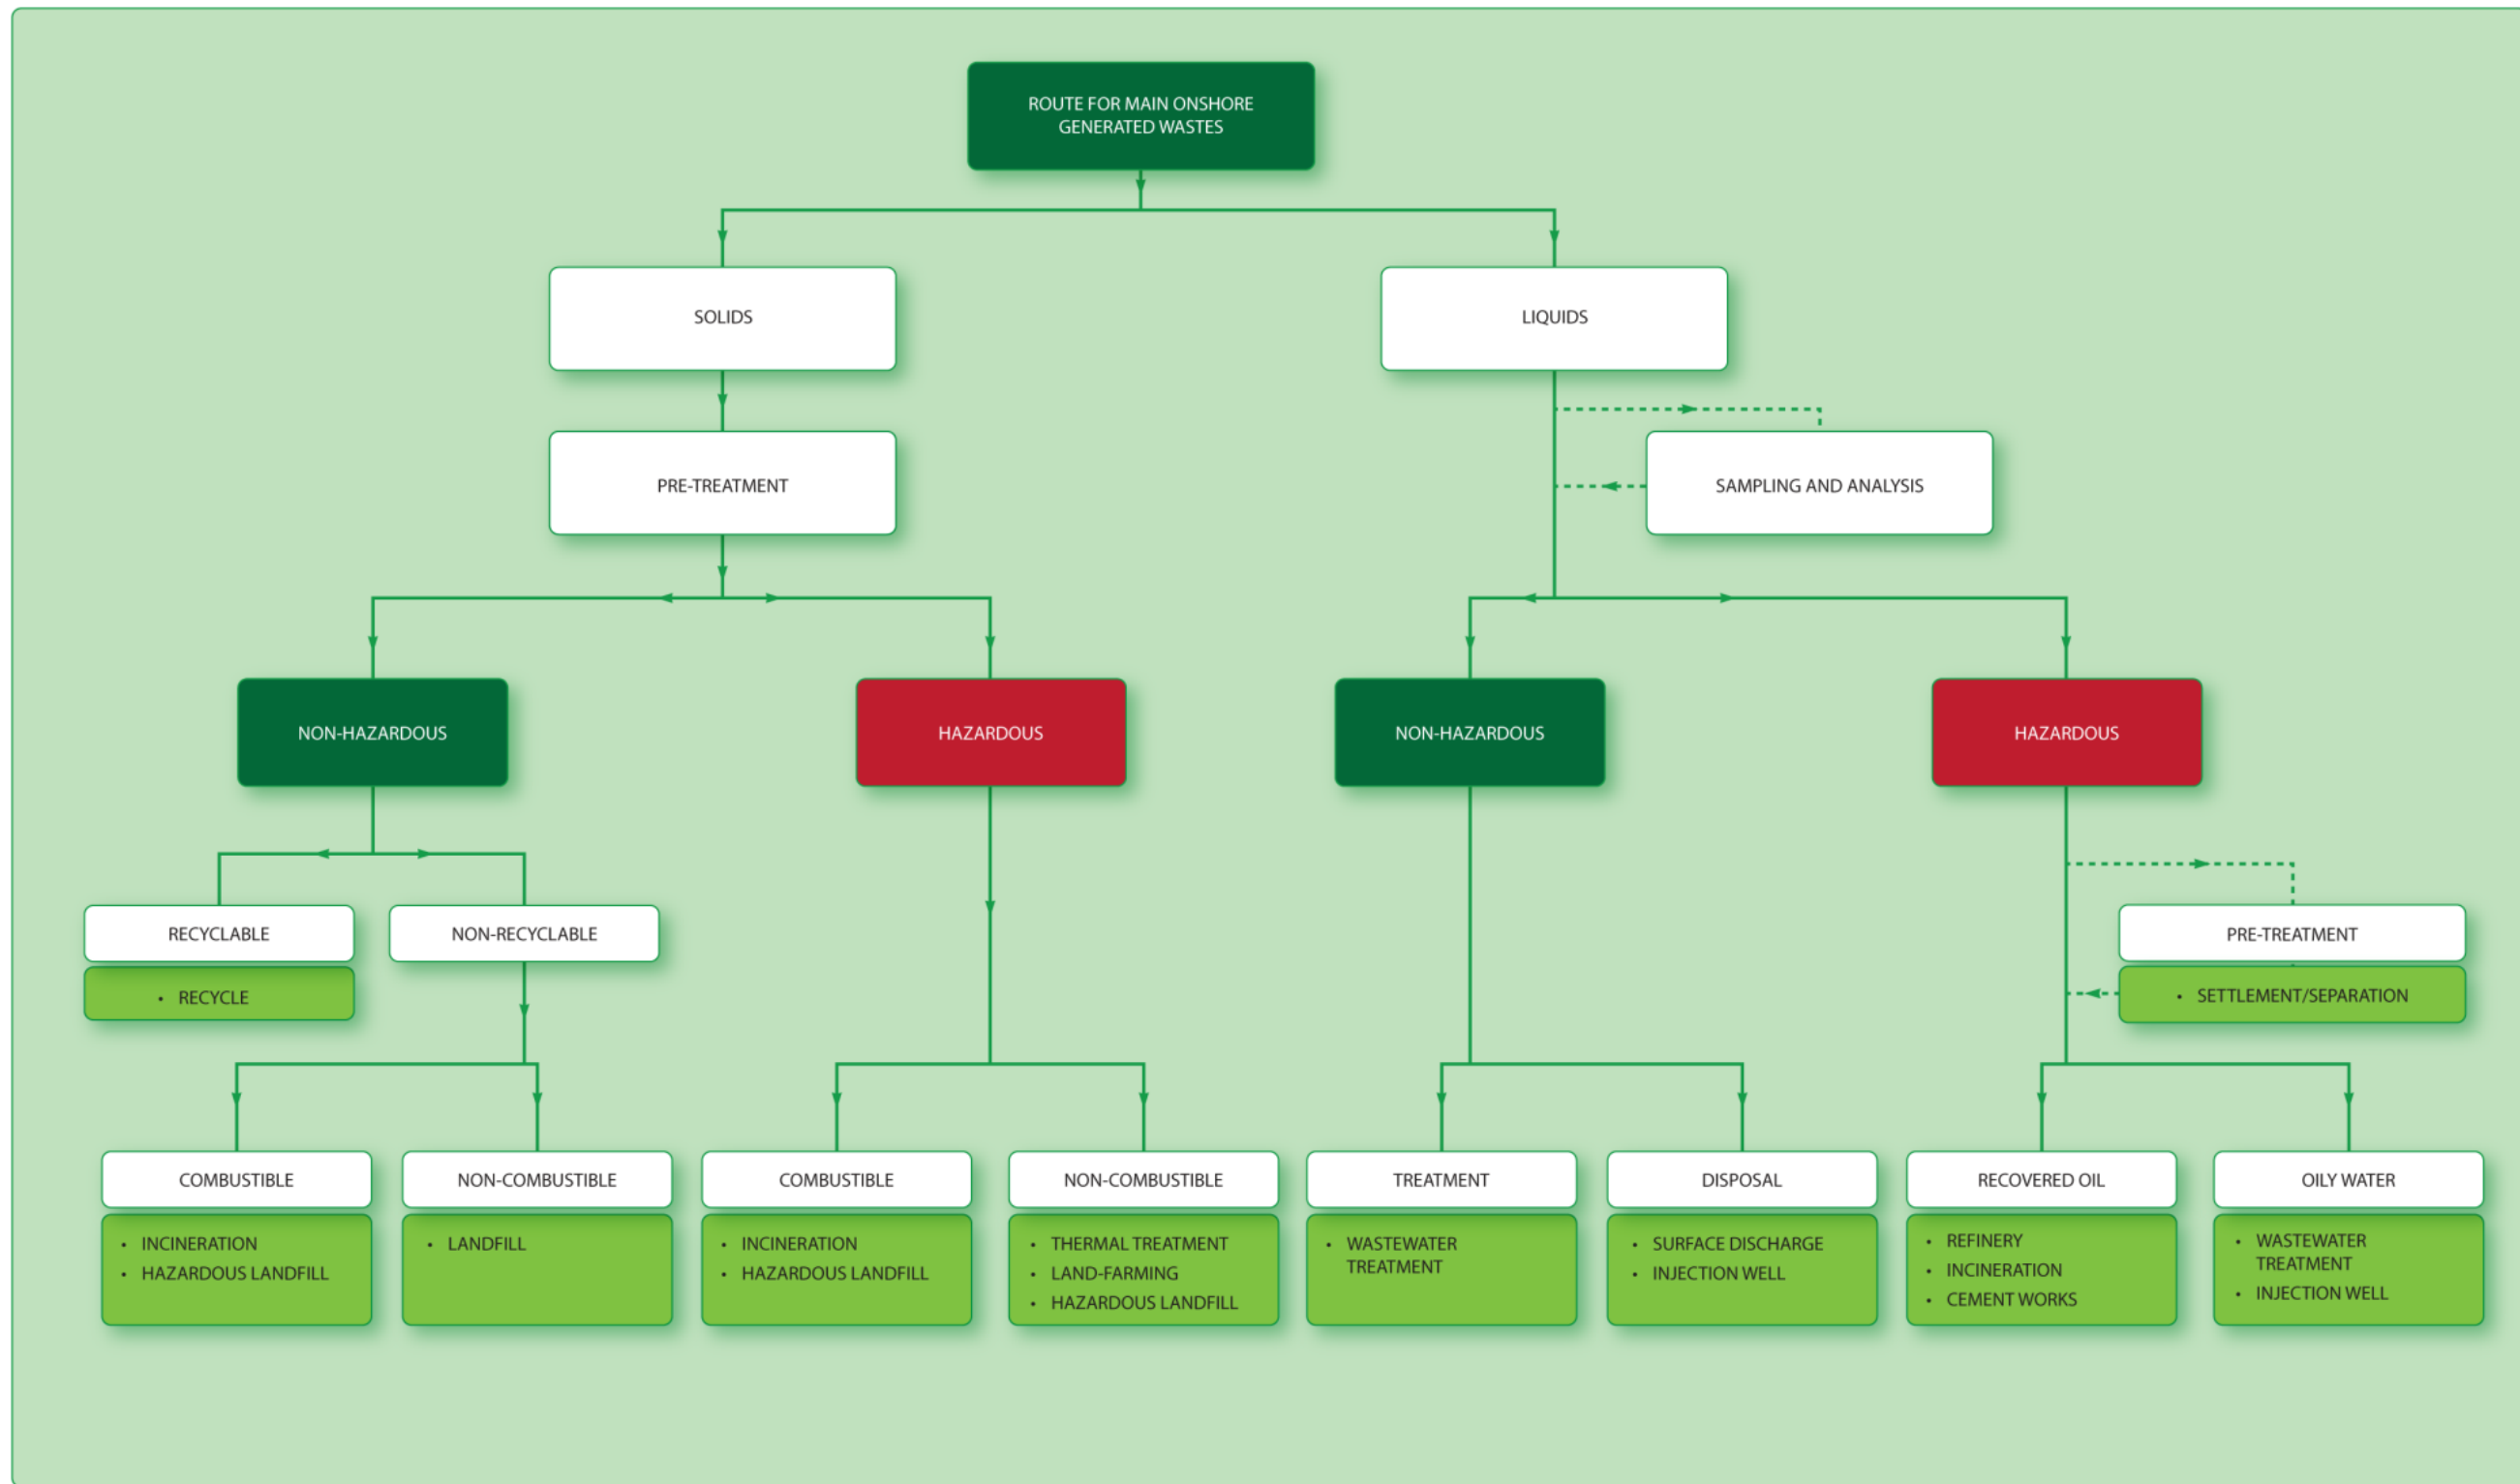 ROUTE FOR MAIN ONSHORE
GENERATED WASTES
SOLIDS
LIQUIDS
PRE-TREATMENT
SAMPLING AND ANALYSIS
NON-HAZARDOUS
HAZARDOUS
NON-HAZARDOUS
HAZARDOUS
RECYCLABLE
• RECYCLE
NON-RECYCLABLE
PRE-TREATMENT
• SETTLEMENT/SEPARATION
COMBUSTIBLE
• INCINERATION
• HAZARDOUS LANDFILL
NON-COMBUSTIBLE
• LANDFILL
COMBUSTIBLE
• INCINERATION
• HAZARDOUS LANDFILL
NON-COMBUSTIBLE
• THERMAL TREATMENT
• LAND-FARMING
• HAZARDOUS LANDFILL
TREATMENT
• WASTEWATER
TREATMENT
DISPOSAL
• SURFACE DISCHARGE
• INJECTION WELL
RECOVERED OIL
• REFINERY
• INCINERATION
• CEMENT WORKS
OILY WATER
• WASTEWATER
TREATMENT
• INJECTION WELL